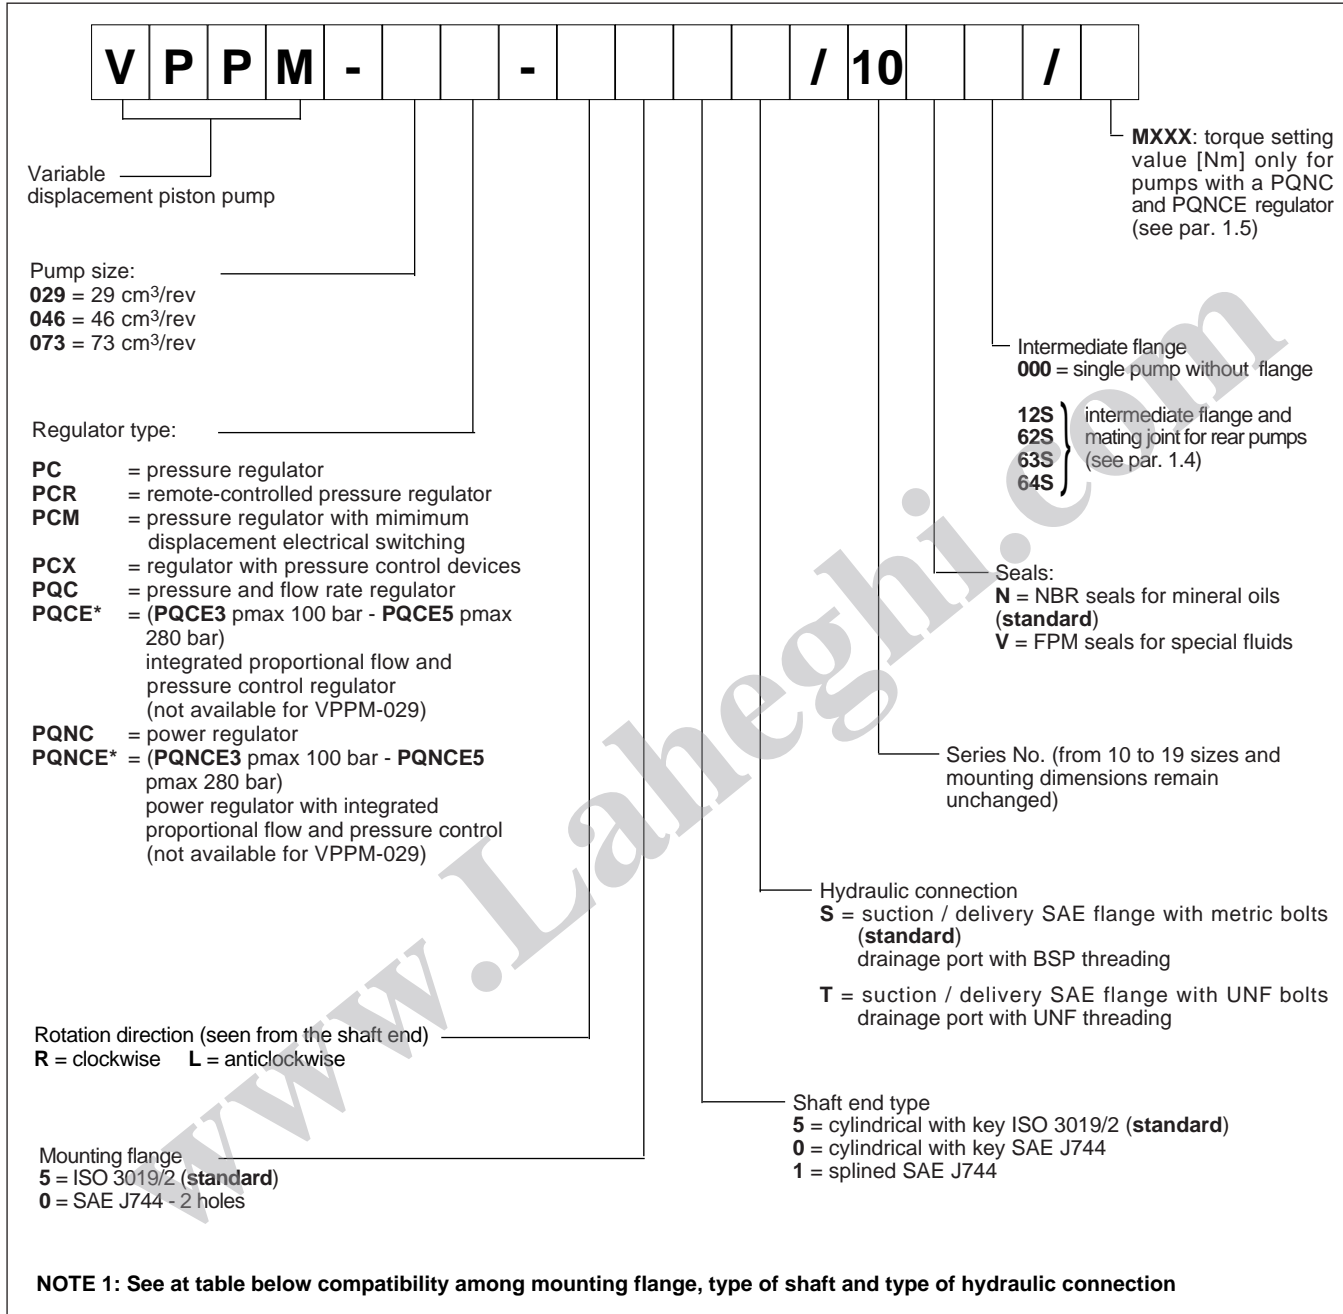 V P P M - - / 10 /
MXXX: torque setting
value [Nm] only for
pumps with a PQNC
and PQNCE regulator
(see par. 1.5)
Variable
displacement piston pump
Pump size:
029 = 29 cm3/rev
046 = 46 cm3/rev
073 = 73 cm3/rev
Intermediate flange
000 = single pump without flange
12S
62S
63S
64S
intermediate flange and
mating joint for rear pumps
(see par. 1.4)
Regulator type:
PC = pressure regulator
PCR = remote-controlled pressure regulator
PCM = pressure regulator with mimimum
displacement electrical switching
PCX = regulator with pressure control devices
PQC = pressure and flow rate regulator
PQCE* = (PQCE3 pmax 100 bar - PQCE5 pmax
280 bar)
integrated proportional flow and
pressure control regulator
(not available for VPPM-029)
PQNC = power regulator
PQNCE* = (PQNCE3 pmax 100 bar - PQNCE5
pmax 280 bar)
power regulator with integrated
proportional flow and pressure control
(not available for VPPM-029)
Seals:
N = NBR seals for mineral oils
(standard)
V = FPM seals for special fluids
Series No. (from 10 to 19 sizes and
mounting dimensions remain
unchanged)
Hydraulic connection
S = suction / delivery SAE flange with metric bolts
(standard)
drainage port with BSP threading
T = suction / delivery SAE flange with UNF bolts
drainage port with UNF threading
Rotation direction (seen from the shaft end)
R = clockwise L = anticlockwise
Shaft end type
5 = cylindrical with key ISO 3019/2 (standard)
0 = cylindrical with key SAE J744
1 = splined SAE J744
Mounting flange
5 = ISO 3019/2 (standard)
0 = SAE J744 - 2 holes
NOTE 1: See at table below compatibility among mounting flange, type of shaft and type of hydraulic connection
www.Laheghi.com